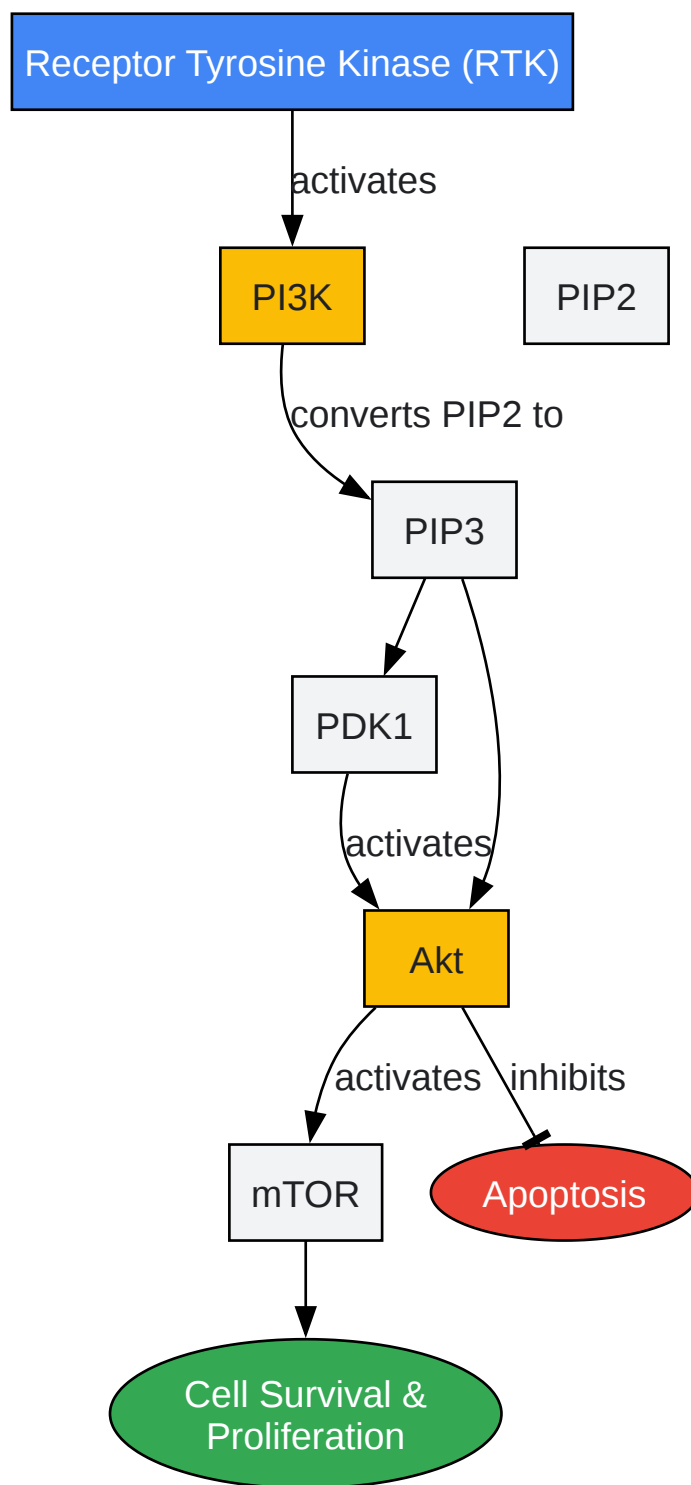 Receptor Tyrosine Kinase (RTK)
activates
PI3K
PIP2
converts PIP2 to
PIP3
PDK1
activates
Akt
activates
inhibits
mTOR
Apoptosis
Cell Survival &
Proliferation